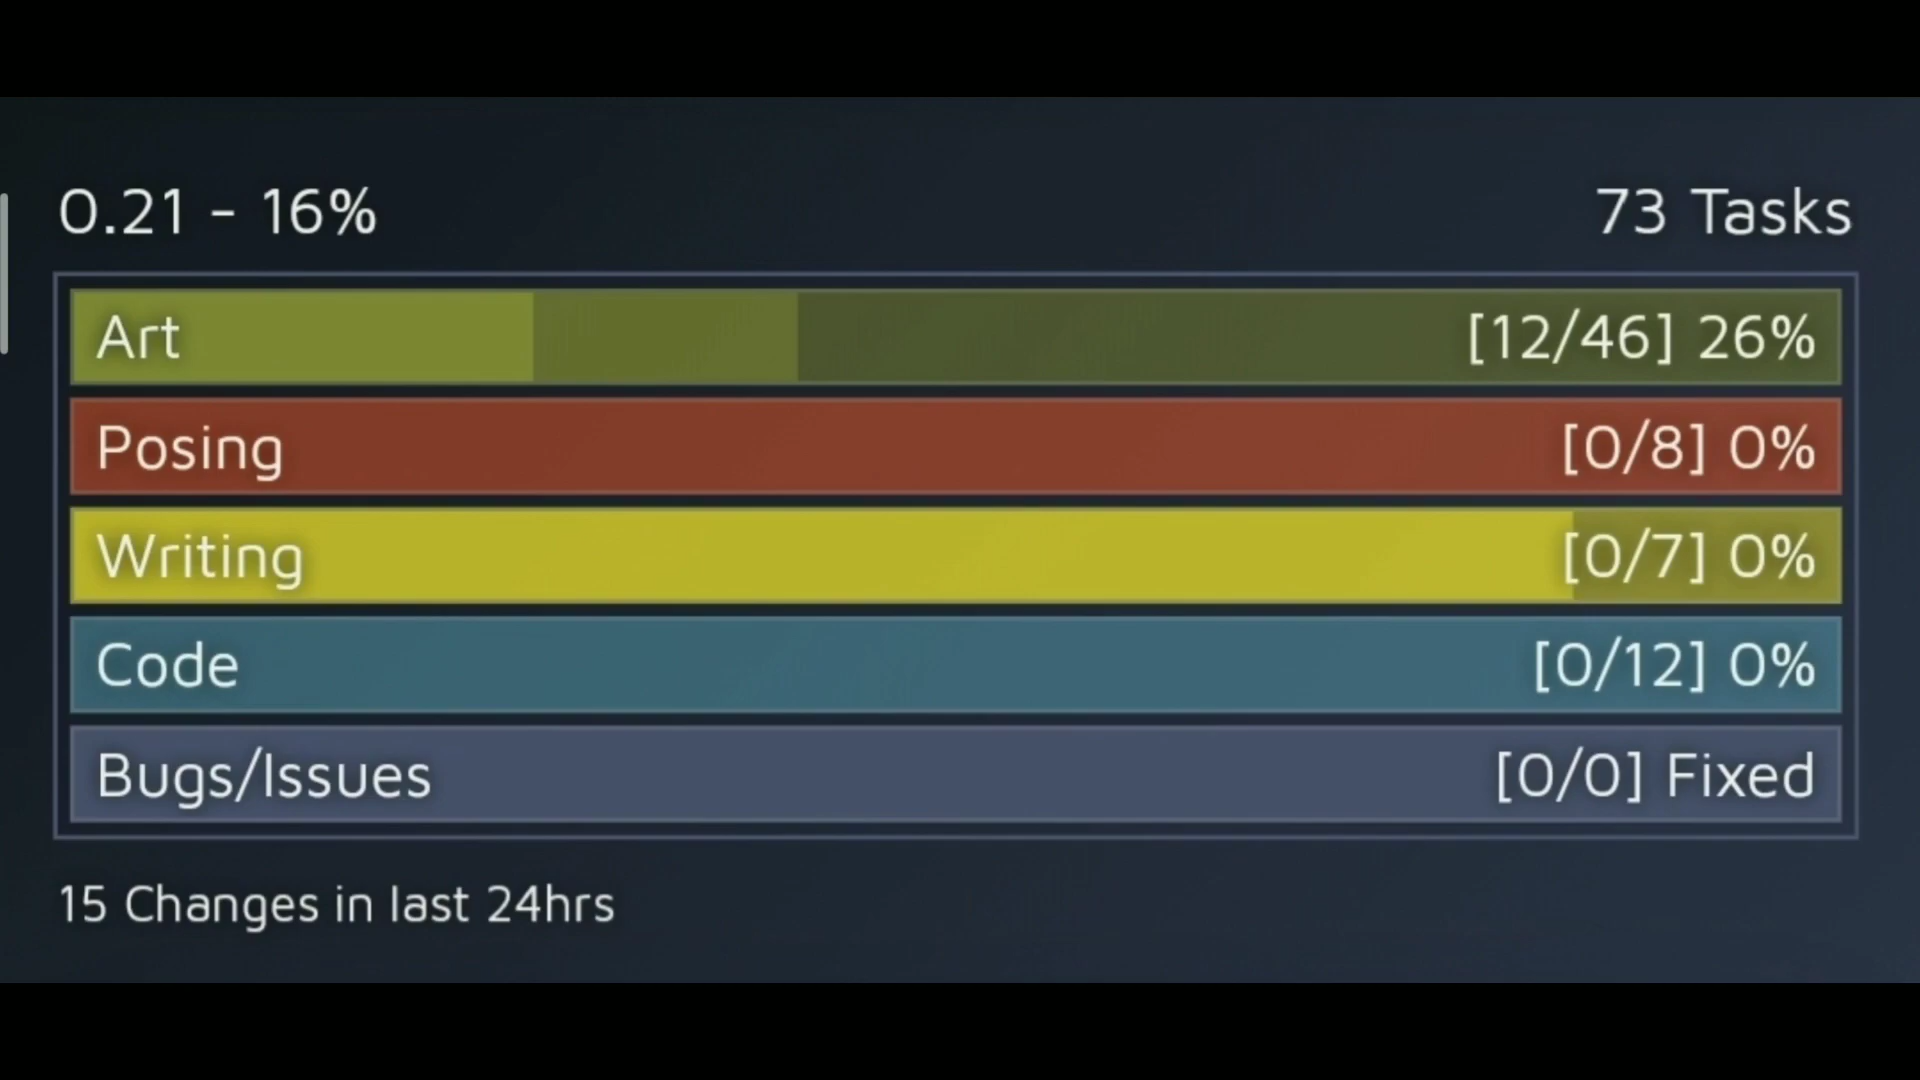 0.21 - 16%
73 Tasks
Art [12/46] 26%
Posing [0/8] 0%
Writing [0/7] 0%
Code [0/12] 0%
Bugs/Issues [0/0] Fixed
15 Changes in last 24hrs